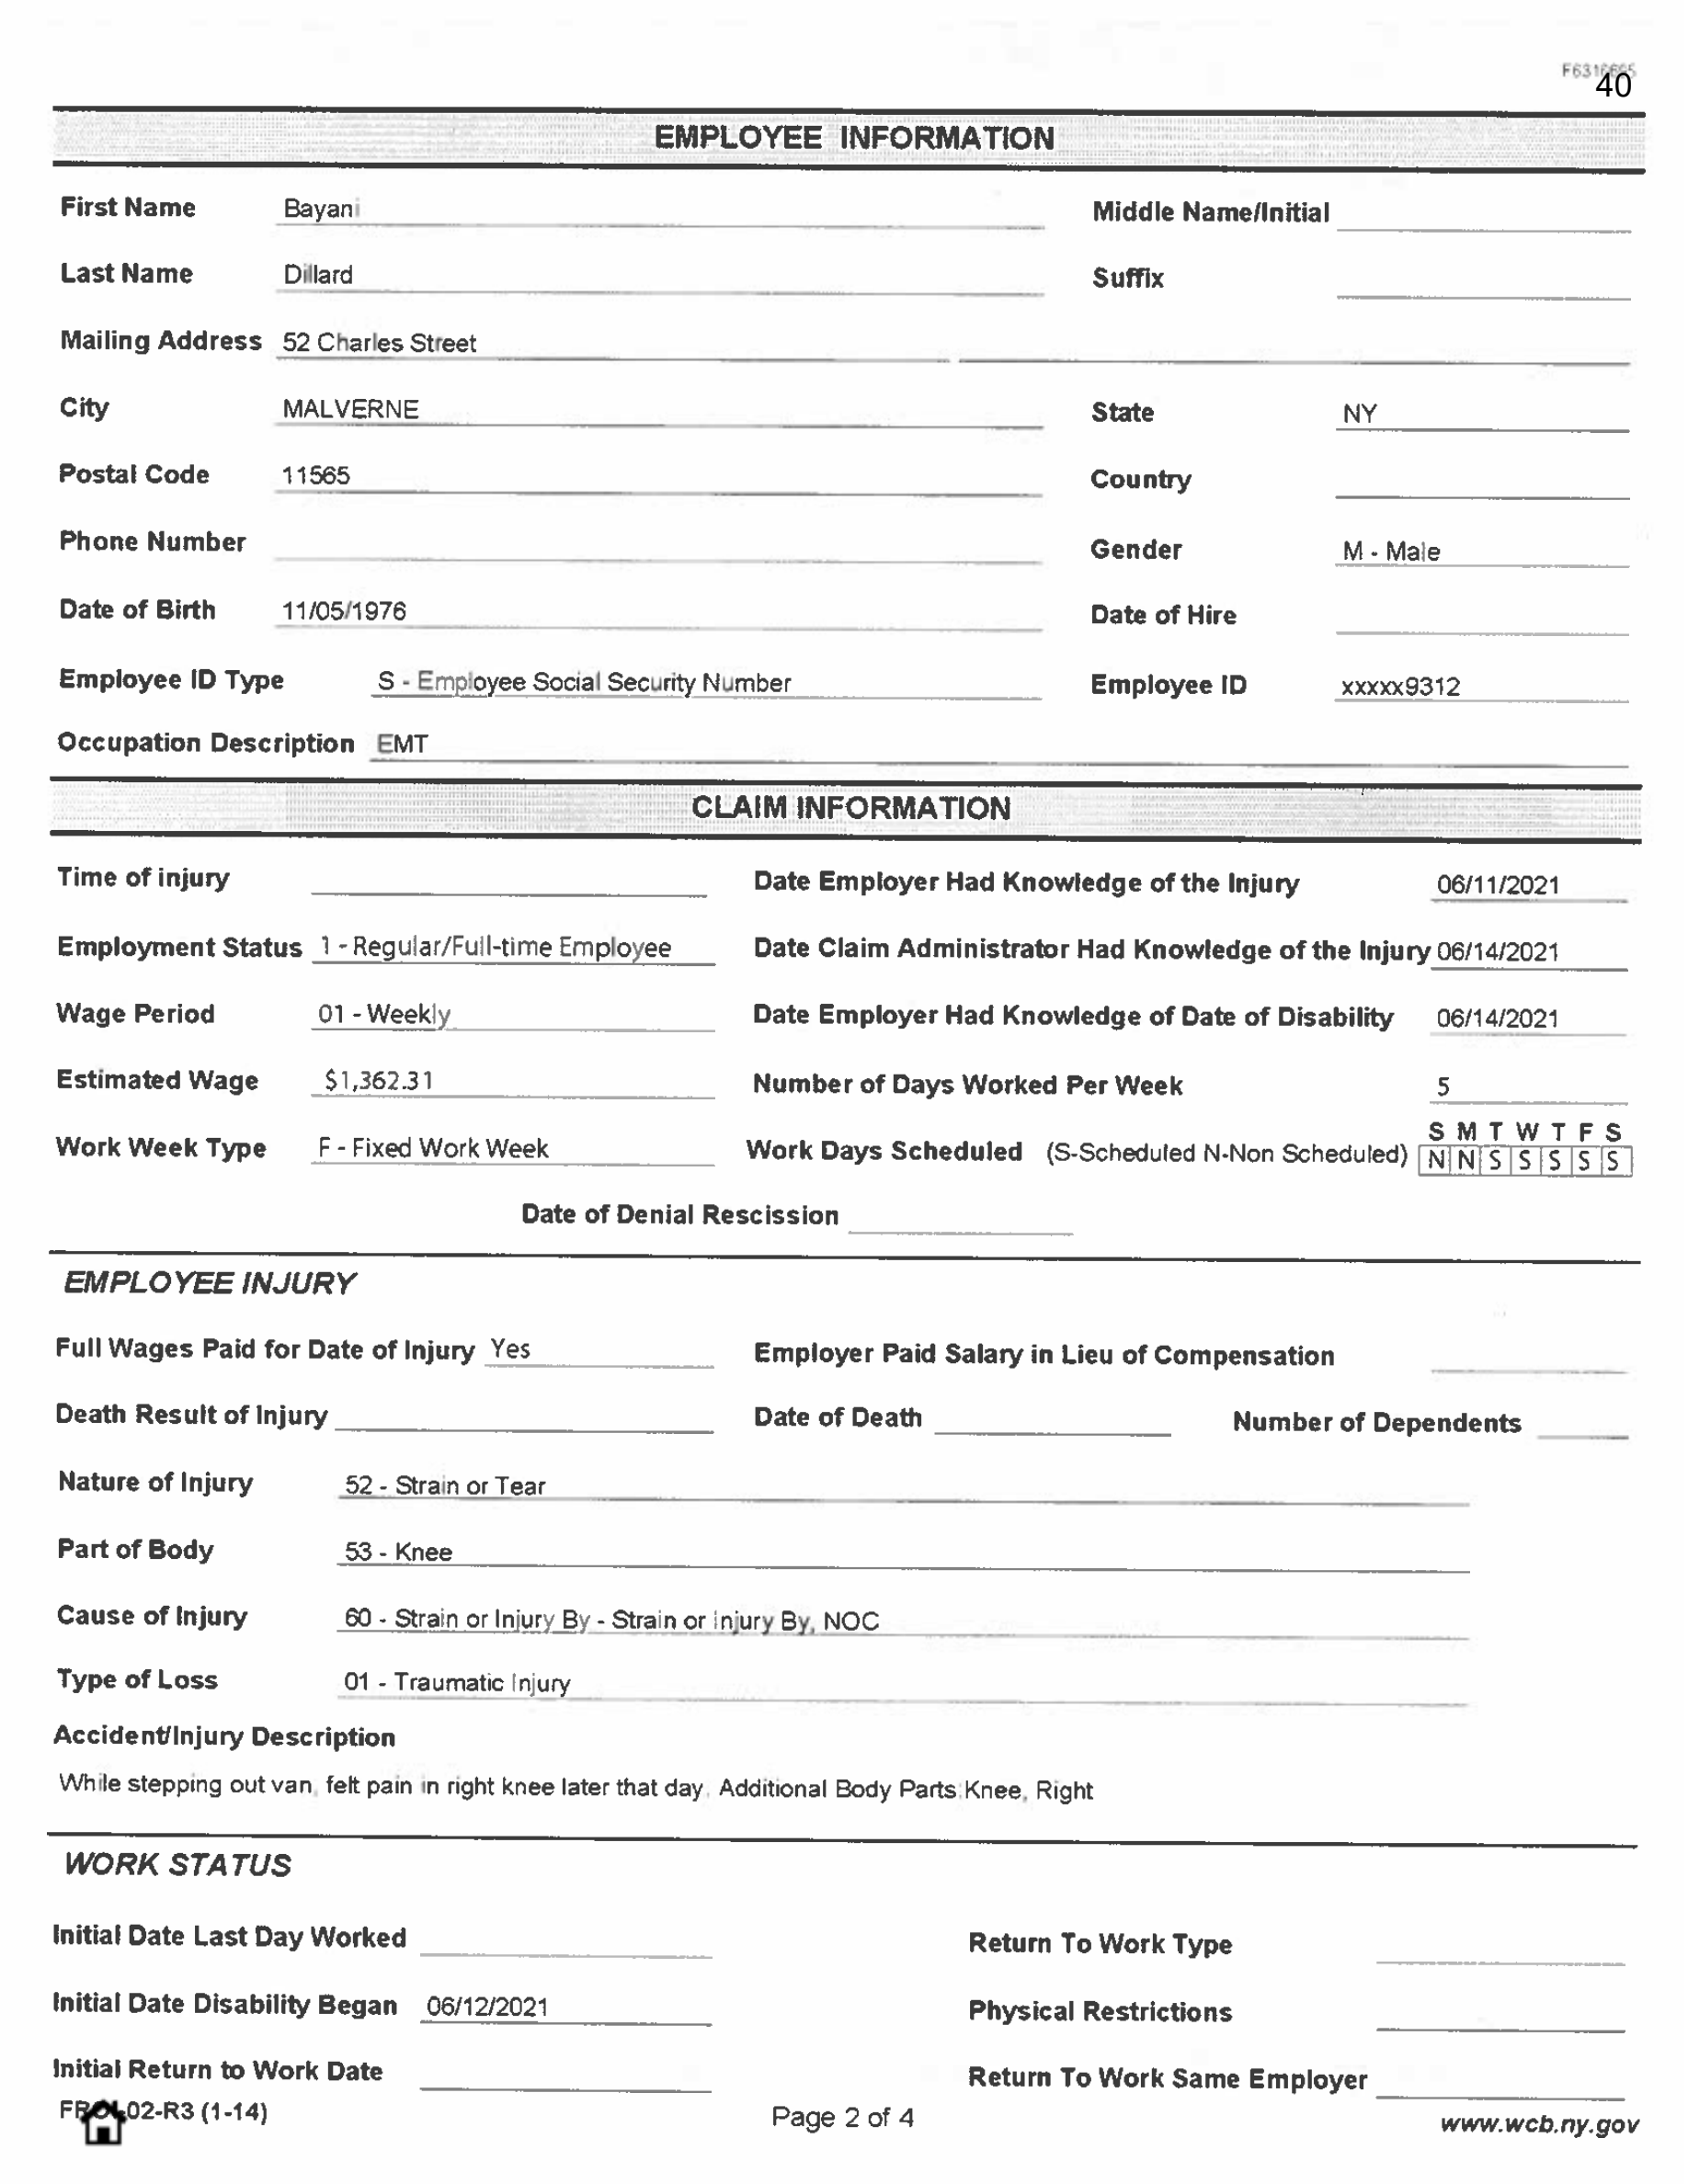 40
EMPLOYEE INFORMATION
First Name Bayani Middle Name/Initial
Last Name Dillard Suffix
Mailing Address 52 Charles Street
City MALVERNE State NY
Postal Code 11565 Country
Phone Number Gender M - Male
Date of Birth 11/05/1976 Date of Hire
Employee ID Type S - Employee Social Security Number Employee ID xxxxx9312
Occupation Description EMT
CLAIM INFORMATION
Time of injury Date Employer Had Knowledge of the Injury 06/11/2021
Employment Status 1 - Regular/Full-time Employee Date Claim Administrator Had Knowledge of the Injury 06/14/2021
Wage Period 01 - Weekly Date Employer Had Knowledge of Date of Disability 06/14/2021
Estimated Wage $1,362.31 Number of Days Worked Per Week 5
S M T W T F S
Work Week Type F - Fixed Work Week Work Days Scheduled (S-Scheduled N-Non Scheduled) N N S S S S S
Date of Denial Rescission
EMPLOYEE INJURY
Full Wages Paid for Date of Injury Yes Employer Paid Salary in Lieu of Compensation
Death Result of Injury Date of Death Number of Dependents
Nature of Injury 52 - Strain or Tear
Part of Body 53 - Knee
Cause of Injury 60 - Strain or Injury By - Strain or Injury By, NOC
Type of Loss 01 - Traumatic Injury
Accident/Injury Description
While stepping out van, felt pain in right knee later that day. Additional Body Parts:Knee, Right
WORK STATUS
Initial Date Last Day Worked Return To Work Type
Initial Date Disability Began 06/12/2021 Physical Restrictions
Initial Return to Work Date Return To Work Same Employer
02-R3 (1-14) Page 2 of 4 www.wcb.ny.gov